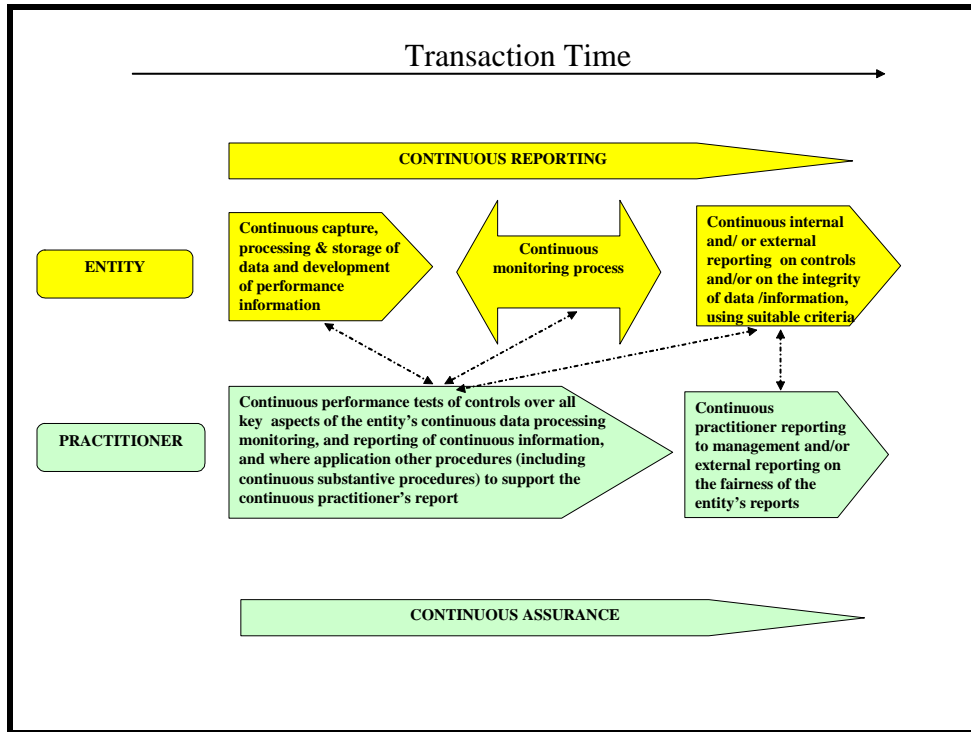 Transaction Time
CONTINUOUS REPORTING
ENTITY
Continuous capture,
processing & storage of
data and development
of performance
information
Continuous
monitoring process
Continuous internal
and/ or external
reporting on controls
and/or on the integrity
of data /information,
using suitable criteria
PRACTITIONER
Continuous performance tests of controls over all
key aspects of the entity's continuous data processing
monitoring, and reporting of continuous information,
and where application other procedures (including
continuous substantive procedures) to support the
continuous practitioner's report
Continuous
practitioner reporting
to management and/or
external reporting on
the fairness of the
entity's reports
CONTINUOUS ASSURANCE